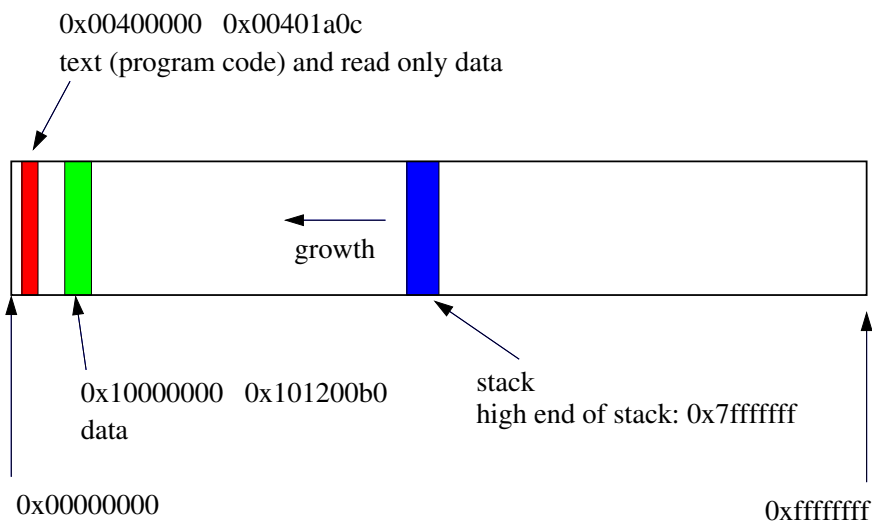 0x00400000 0x00401a0c
text (program code) and read only data
growth
0x10000000 0x101200b0
data
stack
high end of stack: 0x7fffffff
0x00000000
0xffffffff